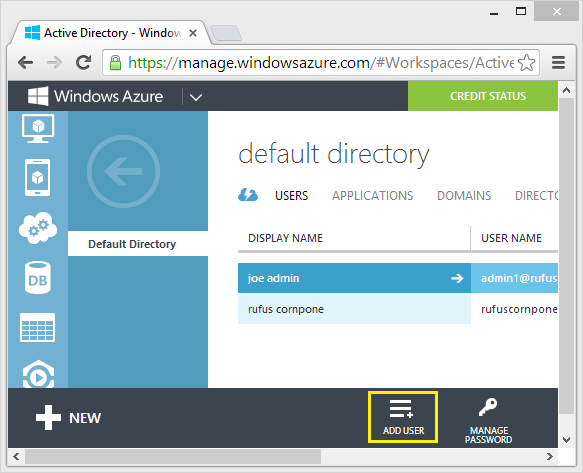 Active Directory - Window
https://manage.windowsazure.com/#Workspaces/Active
Windows Azure
CREDIT STATUS
default directory
USERS APPLICATIONS DOMAINS DIRECTO
Default Directory
DISPLAY NAME USER NAME
joe admin admin1@rufus
rufus cornpone rufuscornpone
DB
NEW
ADD USER
MANAGE
PASSWORD